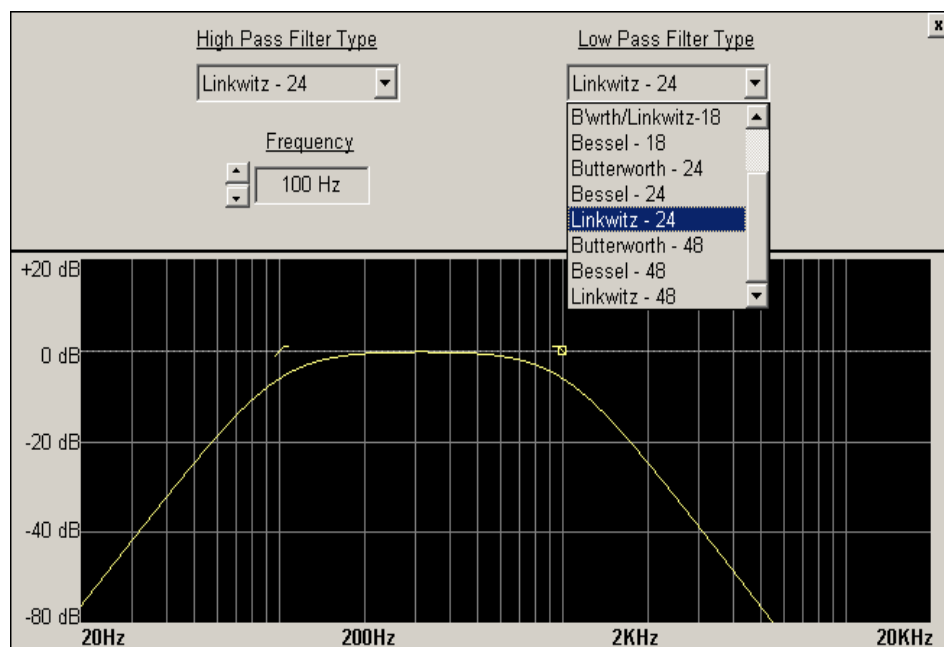 High Pass Filter Type
Low Pass Filter Type
x
Linkwitz - 24
Linkwitz - 24
B'wrth/Linkwitz-18
Bessel - 18
Butterworth - 24
Bessel - 24
Linkwitz - 24
Butterworth - 48
Bessel - 48
Linkwitz - 48
Frequency
100 Hz
+20 dB
0 dB
-20 dB
-40 dB
-80 dB
20Hz
200Hz
2KHz
20KHz